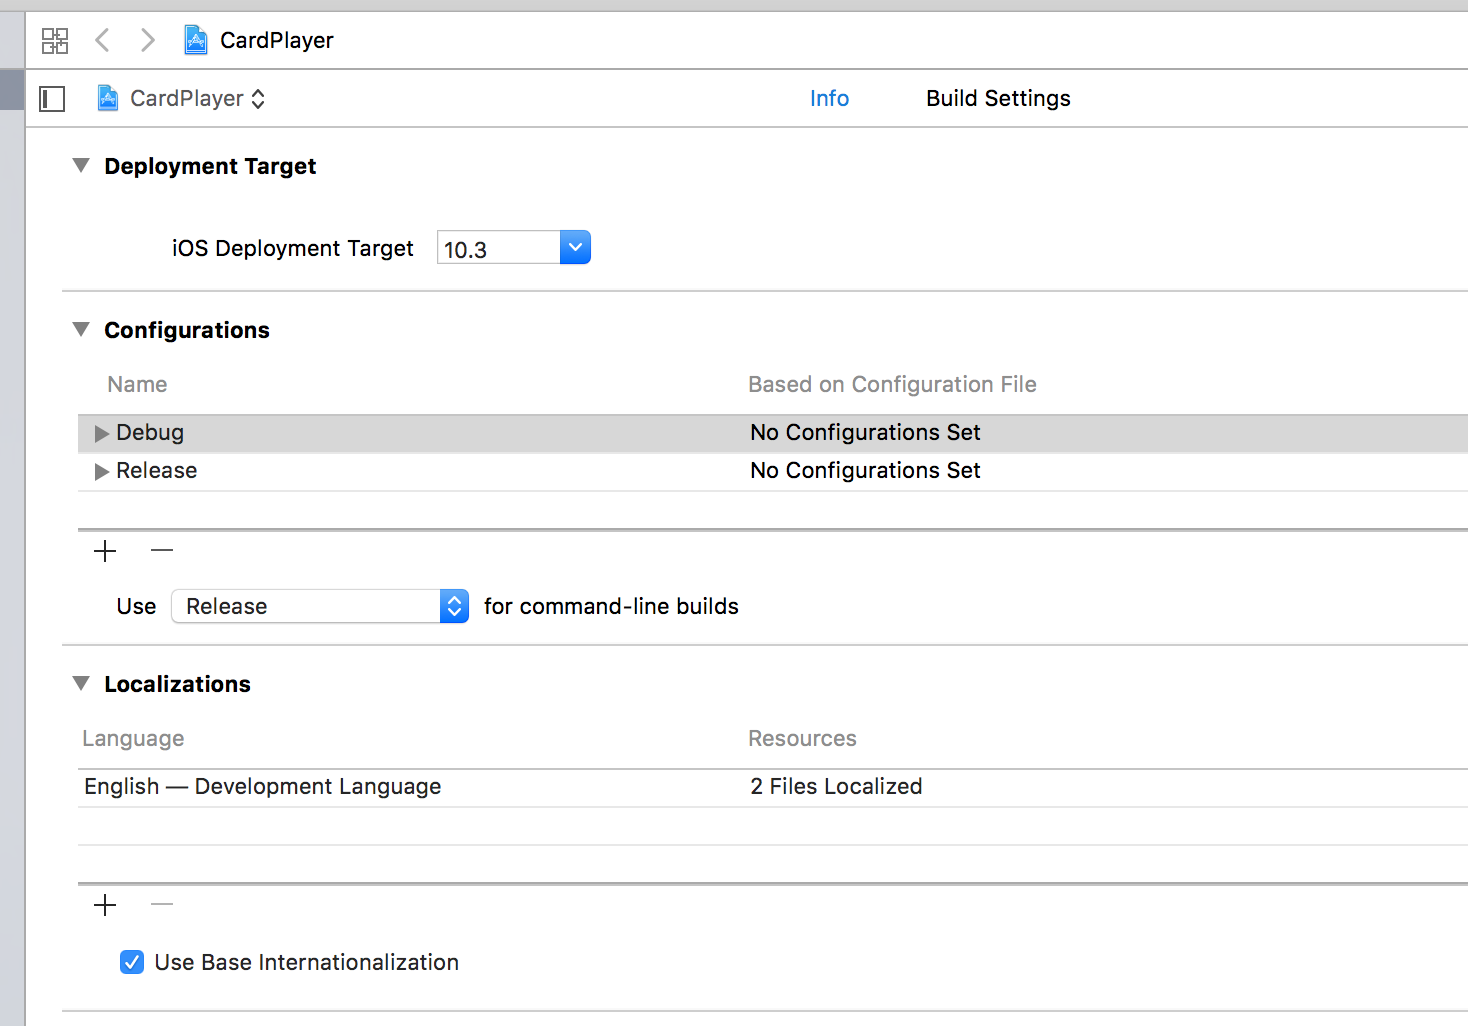 CardPlayer
CardPlayer Info Build Settings
Deployment Target
iOS Deployment Target 10.3
Configurations
Name Based on Configuration File
Debug No Configurations Set
Release No Configurations Set
Use Release for command-line builds
Localizations
Language Resources
English — Development Language 2 Files Localized
Use Base Internationalization